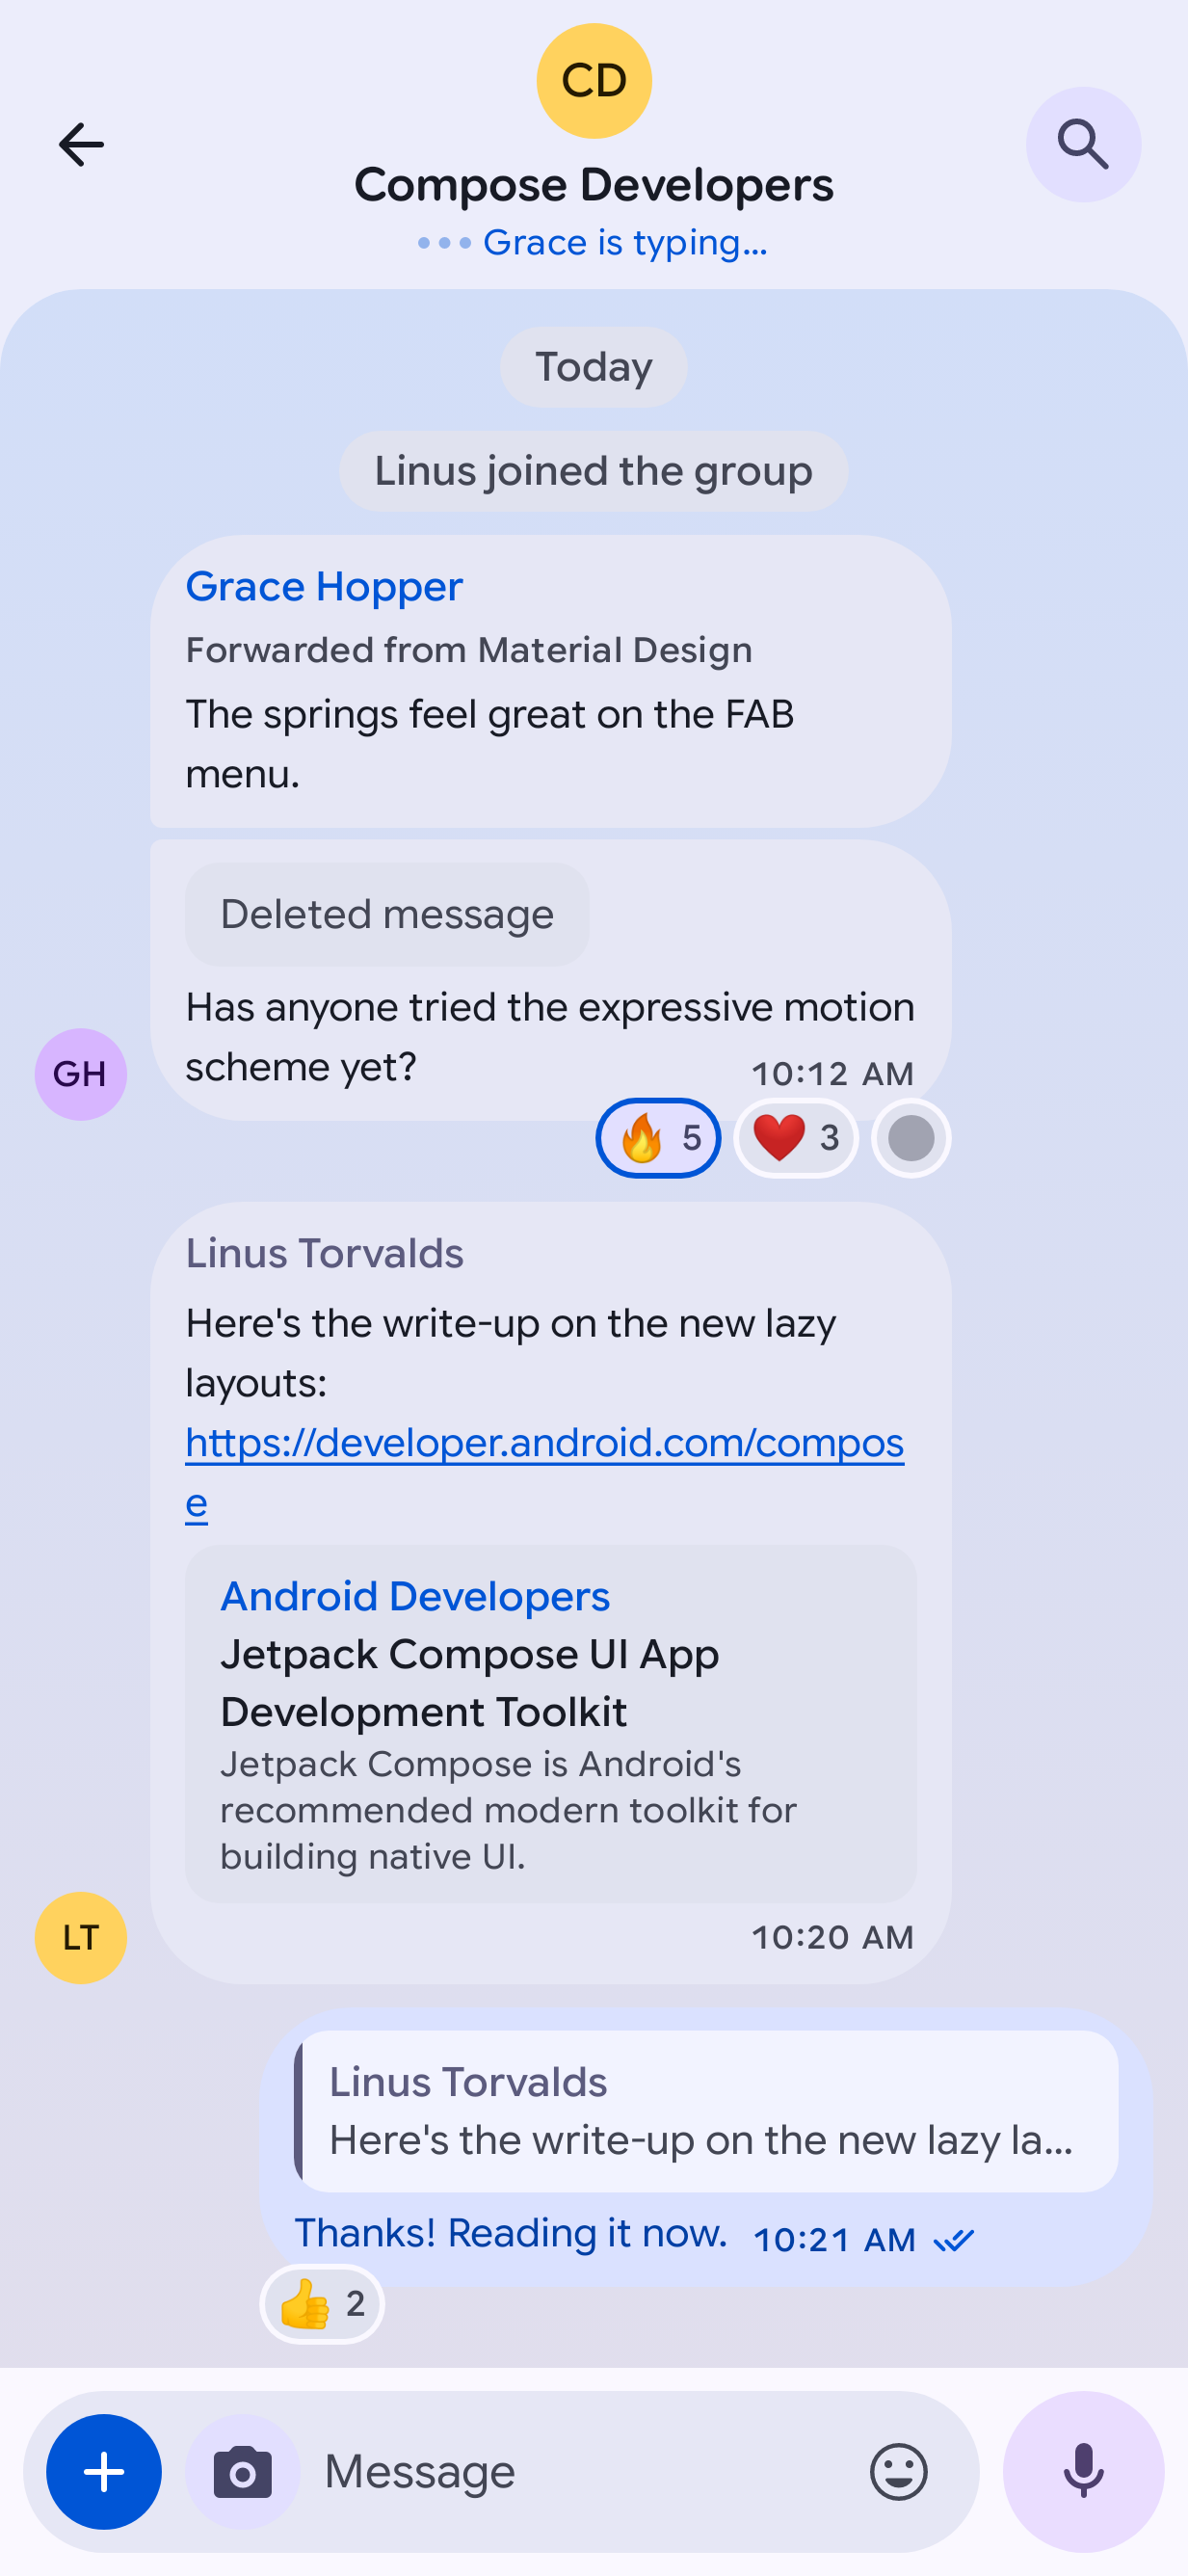 CD
Compose Developers
Grace is typing...
Today
Linus joined the group
Grace Hopper
Forwarded from Material Design
The springs feel great on the FAB
menu.
Deleted message
Has anyone tried the expressive motion
scheme yet?
10:12 AM
GH
5
3
Linus Torvalds
Here's the write-up on the new lazy
layouts:
https://developer.android.com/compos
e
Android Developers
Jetpack Compose UI App
Development Toolkit
Jetpack Compose is Android's
recommended modern toolkit for
building native UI.
LT
10:20 AM
Linus Torvalds
Here's the write-up on the new lazy la...
Thanks! Reading it now. 10:21 AM
2
Message